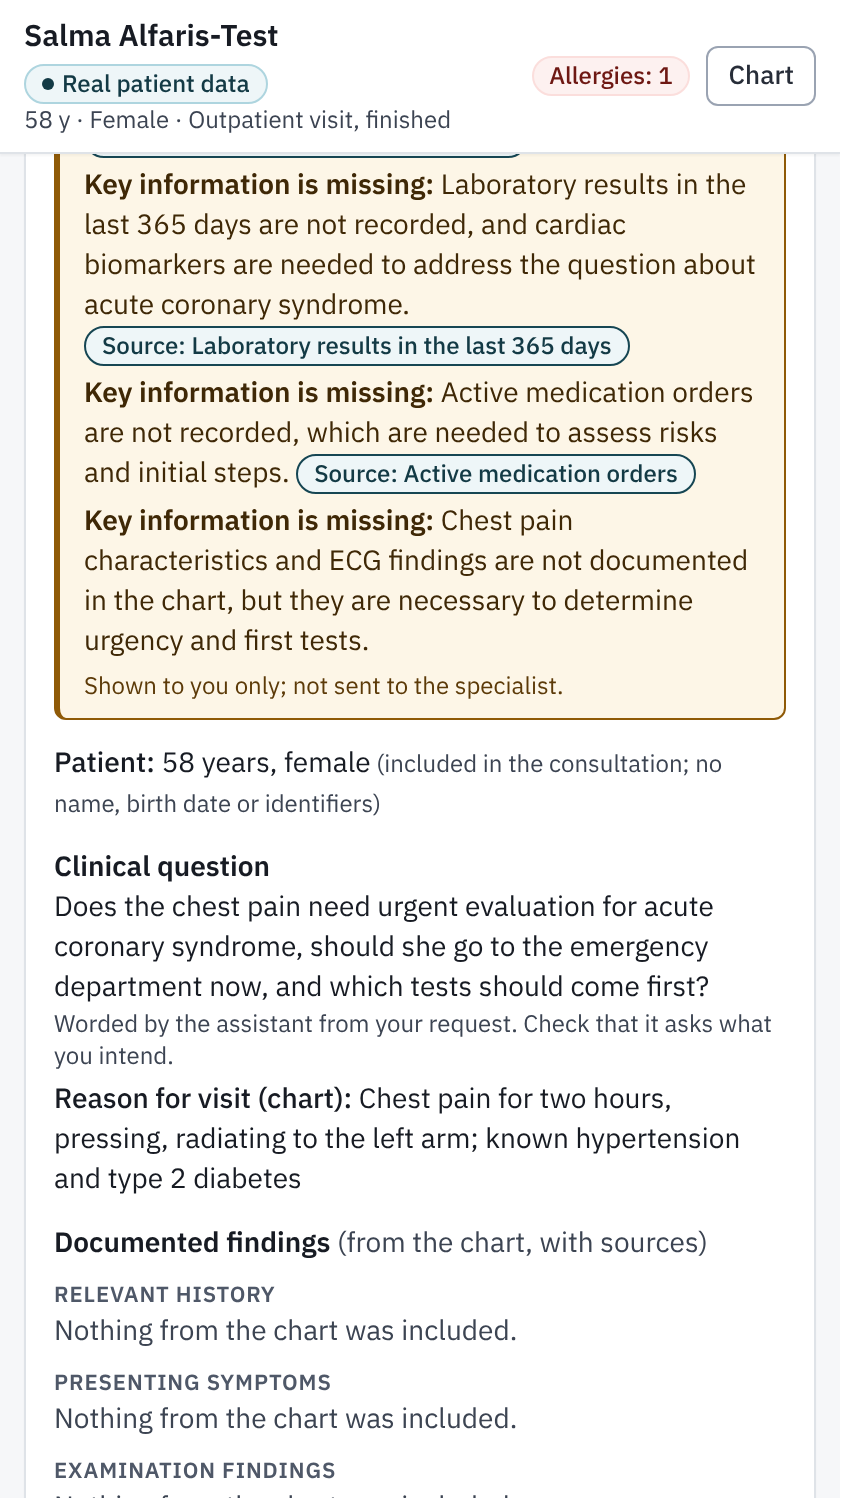 Salma Alfaris-Test
Real patient data
58 y · Female · Outpatient visit, finished
Allergies: 1
Chart
Key information is missing: Laboratory results in the
last 365 days are not recorded, and cardiac
biomarkers are needed to address the question about
acute coronary syndrome.
Source: Laboratory results in the last 365 days
Key information is missing: Active medication orders
are not recorded, which are needed to assess risks
and initial steps. Source: Active medication orders
Key information is missing: Chest pain
characteristics and ECG findings are not documented
in the chart, but they are necessary to determine
urgency and first tests.
Shown to you only; not sent to the specialist.
Patient: 58 years, female (included in the consultation; no
name, birth date or identifiers)
Clinical question
Does the chest pain need urgent evaluation for acute
coronary syndrome, should she go to the emergency
department now, and which tests should come first?
Worded by the assistant from your request. Check that it asks what
you intend.
Reason for visit (chart): Chest pain for two hours,
pressing, radiating to the left arm; known hypertension
and type 2 diabetes
Documented findings (from the chart, with sources)
RELEVANT HISTORY
Nothing from the chart was included.
PRESENTING SYMPTOMS
Nothing from the chart was included.
EXAMINATION FINDINGS